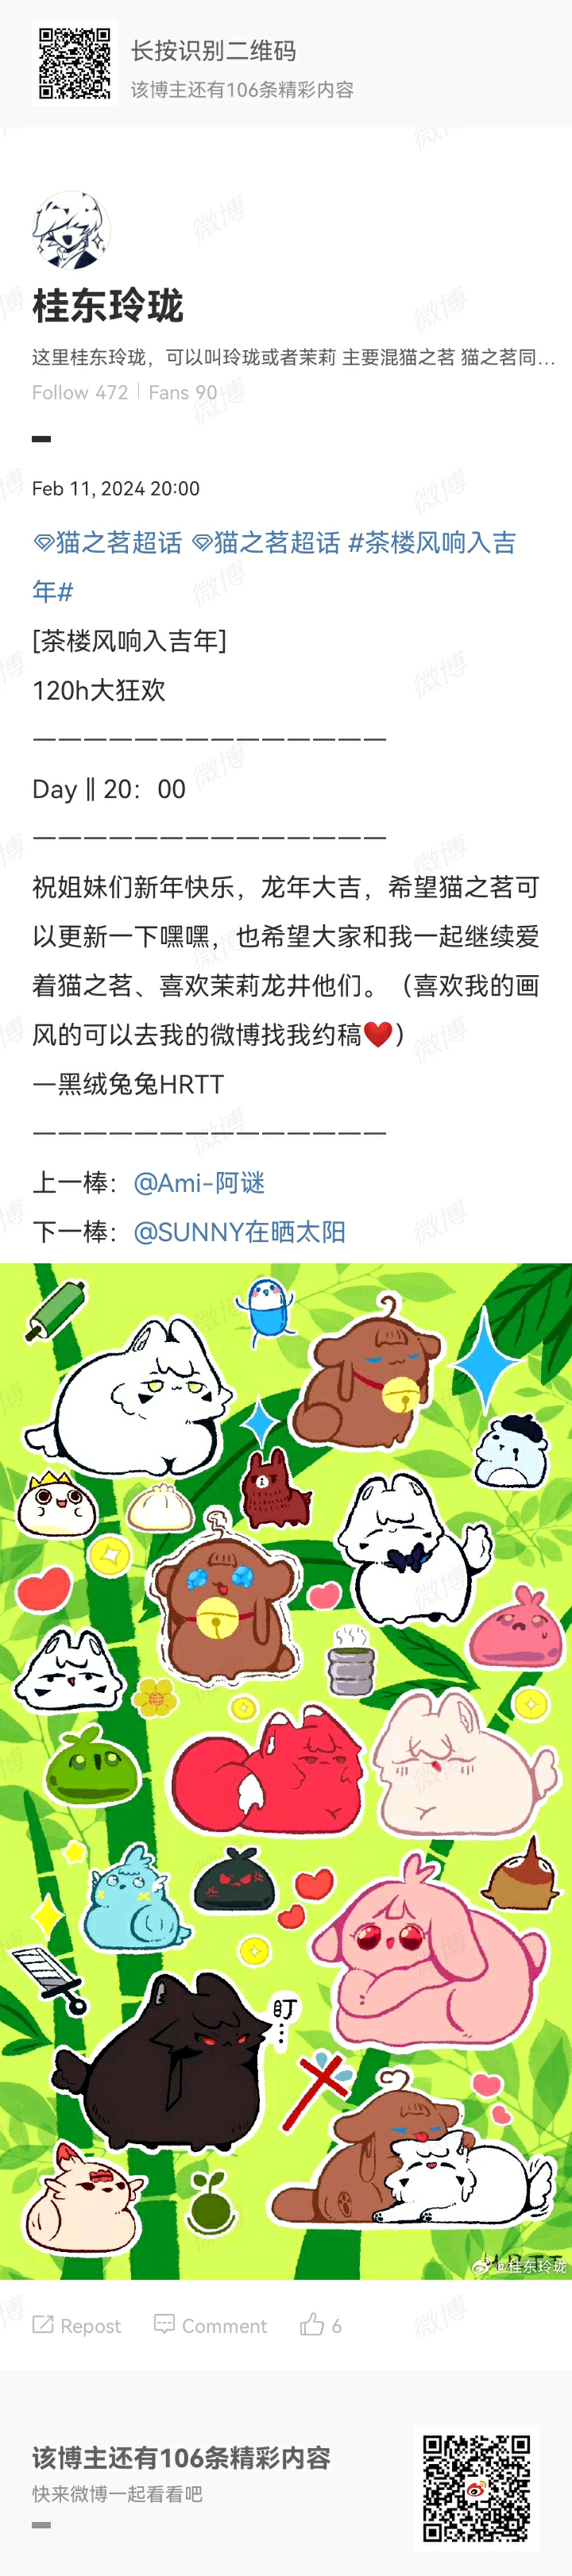 长按识别二维码
该博主还有106条精彩内容
桂东玲珑
这里桂东玲珑，可以叫玲珑或者茉莉 主要混猫之茗 猫之茗同…
Follow 472 | Fans 90
Feb 11, 2024 20:00
猫之茗超话 猫之茗超话 #茶楼风响入吉
年#
[茶楼风响入吉年]
120h大狂欢
——————————————
Day‖20：00
——————————————
祝姐妹们新年快乐，龙年大吉，希望猫之茗可
以更新一下嘿嘿，也希望大家和我一起继续爱
着猫之茗、喜欢茉莉龙井他们。（喜欢我的画
风的可以去我的微博找我约稿❤️）
—黑绒兔兔HRTT
——————————————
上一棒：@Ami-阿谜
下一棒：@SUNNY在晒太阳
盯…
@桂东玲珑
Repost Comment 6
该博主还有106条精彩内容
快来微博一起看看吧
微博